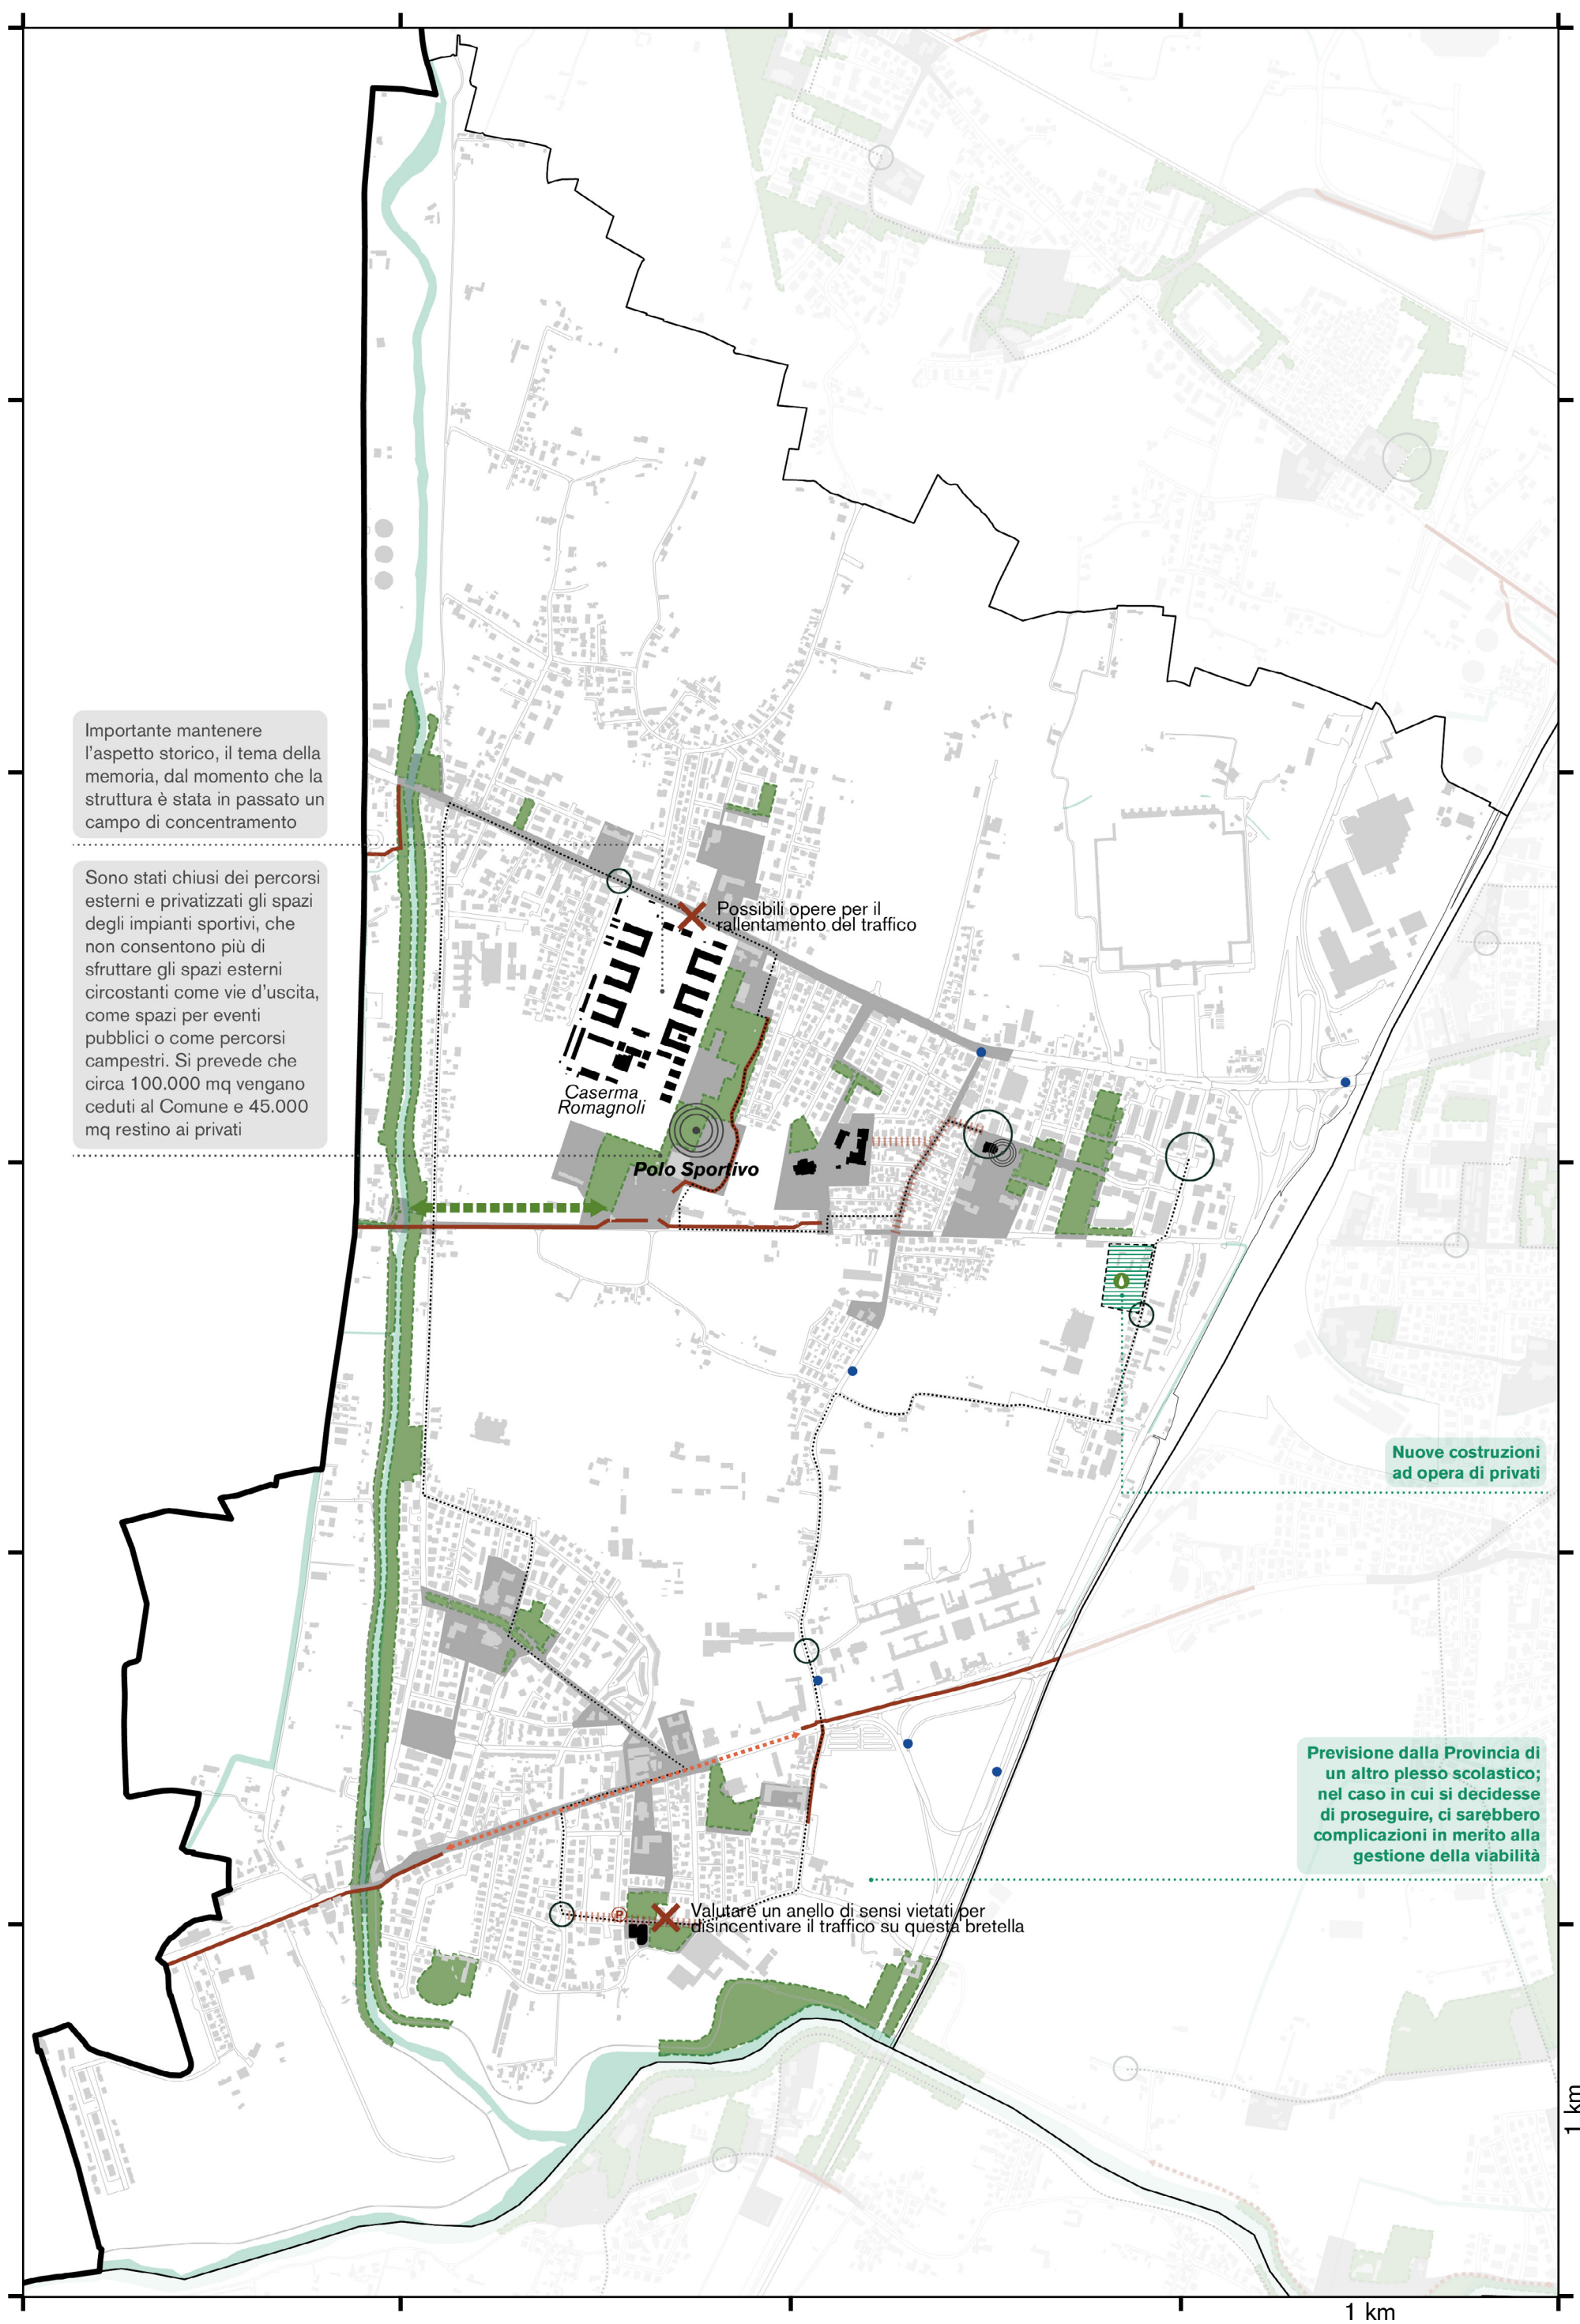 Importante mantenere
l'aspetto storico, il tema della
memoria, dal momento che la
struttura è stata in passato un
campo di concentramento
Sono stati chiusi dei percorsi
esterni e privatizzati gli spazi
degli impianti sportivi, che
non consentono più di
sfruttare gli spazi esterni
circostanti come vie d'uscita,
come spazi per eventi
pubblici o come percorsi
campestri. Si prevede che
circa 100.000 mq vengano
ceduti al Comune e 45.000
mq restino ai privati
Possibili opere per il
rallentamento del traffico
Caserma
Romagnoli
Polo Sportivo
Nuove costruzioni
ad opera di privati
Previsione dalla Provincia di
un altro plesso scolastico;
nel caso in cui si decidesse
di proseguire, ci sarebbero
complicazioni in merito alla
gestione della viabilità
P
Valutare un anello di sensi vietati per
disincentivare il traffico su questa bretella
1 km
1 km